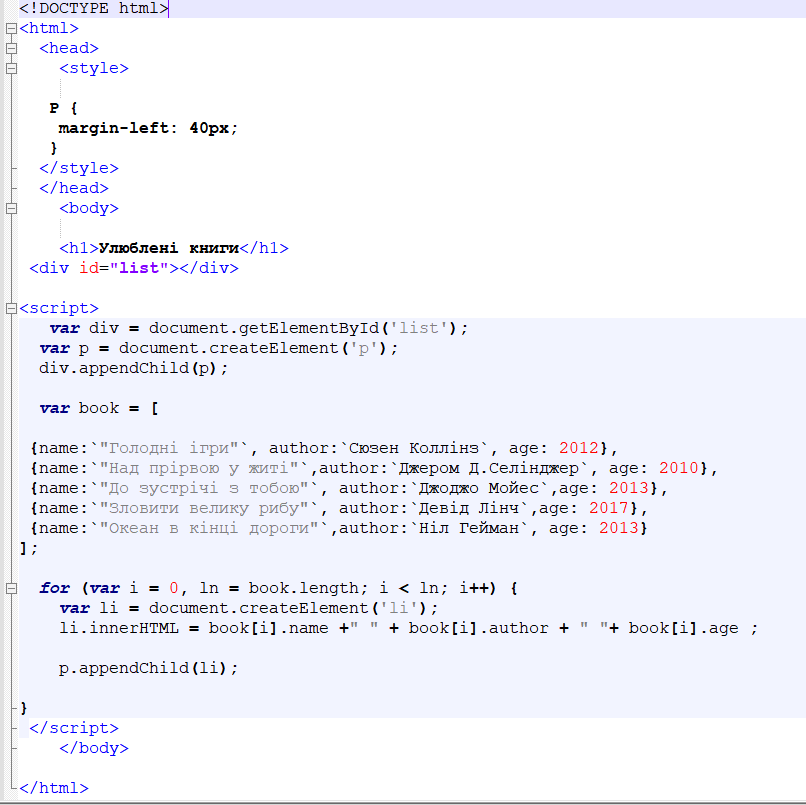 <!DOCTYPE html>
<html>
<head>
<style>
P {
margin-left: 40px;
}
</style>
</head>
<body>
<h1>Улюблені книги</h1>
<div id="list"></div>
<script>
var div = document.getElementById('list');
var p = document.createElement('p');
div.appendChild(p);
var book = [
{name:`"Голодні ігри"`, author:`Сюзен Коллінз`, age: 2012},
{name:`"Над прірвою у житі"`,author:`Джером Д.Селінджер`, age: 2010},
{name:`"До зустрічі з тобою"`, author:`Джоджо Мойес`,age: 2013},
{name:`"Зловити велику рибу"`, author:`Девід Лінч`,age: 2017},
{name:`"Океан в кінці дороги"`,author:`Ніл Гейман`, age: 2013}
];
for (var i = 0, ln = book.length; i < ln; i++) {
var li = document.createElement('li');
li.innerHTML = book[i].name +" " + book[i].author + " "+ book[i].age ;
p.appendChild(li);
}
</script>
</body>
</html>